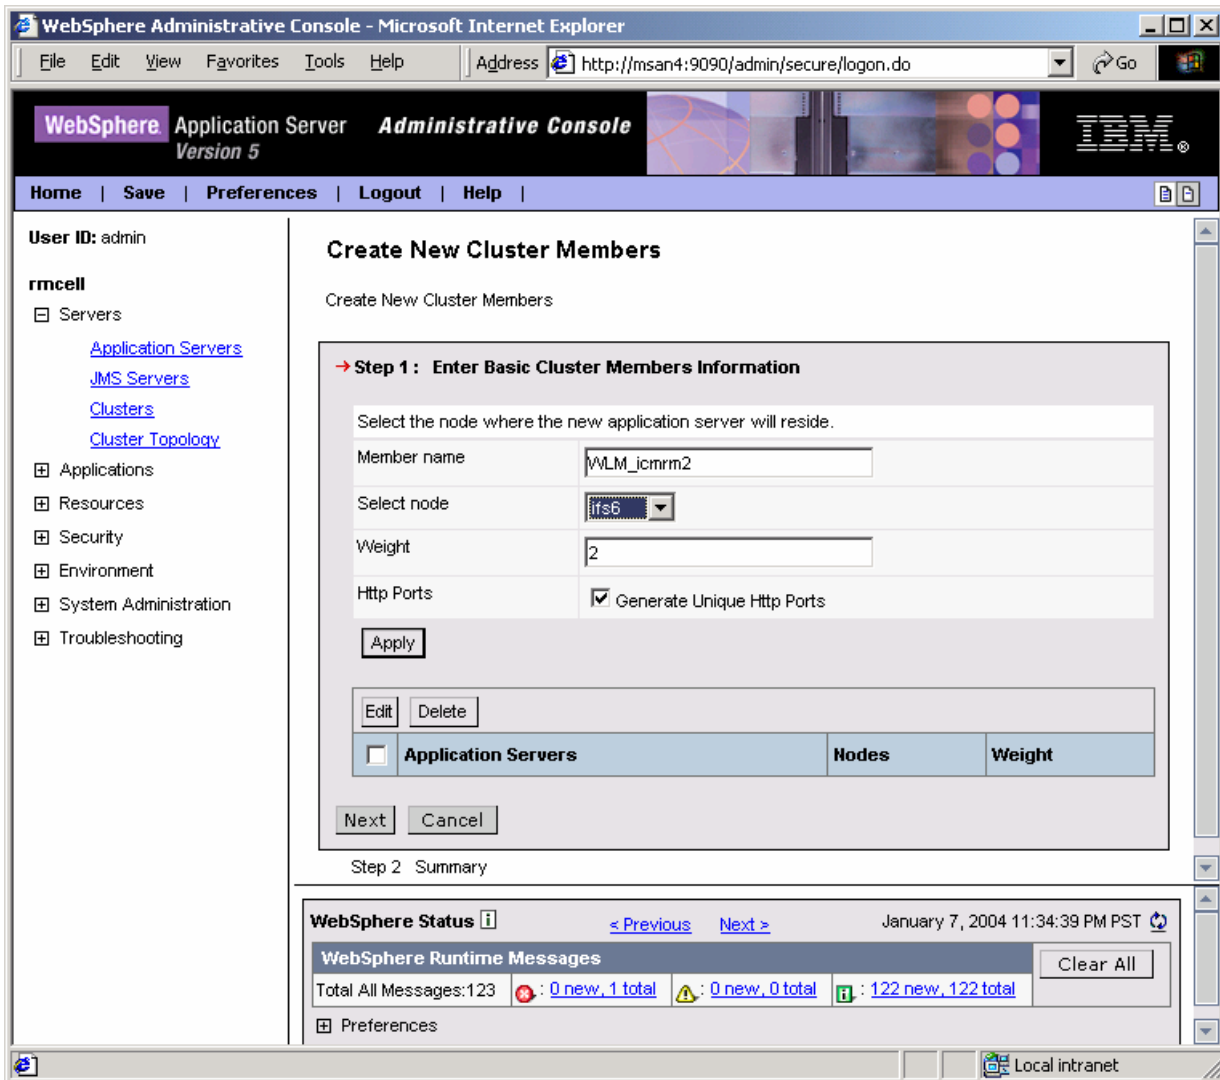 WebSphere Administrative Console - Microsoft Internet Explorer
File Edit View Favorites Tools Help Address http://msan4:9090/admin/secure/logon.do Go
WebSphere. Application Server Administrative Console
Version 5
IBM®
Home | Save | Preferences | Logout | Help |
User ID: admin
rmcell
Servers
Application Servers
JMS Servers
Clusters
Cluster Topology
Applications
Resources
Security
Environment
System Administration
Troubleshooting
Create New Cluster Members
Create New Cluster Members
Step 1 : Enter Basic Cluster Members Information
Select the node where the new application server will reside.
Member name WLM_icmrm2
Select node ifs6
Weight 2
Http Ports Generate Unique Http Ports
Apply
Edit Delete
Application Servers Nodes Weight
Next Cancel
Step 2 Summary
WebSphere Status i < Previous Next > January 7, 2004 11:34:39 PM PST
WebSphere Runtime Messages
Clear All
Total All Messages:123 : 0 new, 1 total : 0 new, 0 total : 122 new, 122 total
Preferences
Local intranet